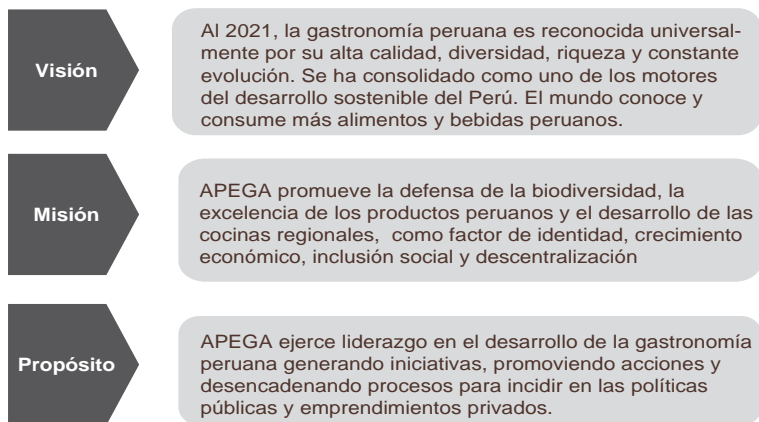 Visión
Al 2021, la gastronomía peruana es reconocida universal-
mente por su alta calidad, diversidad, riqueza y constante
evolución. Se ha consolidado como uno de los motores
del desarrollo sostenible del Perú. El mundo conoce y
consume más alimentos y bebidas peruanos.
Misión
APEGA promueve la defensa de la biodiversidad, la
excelencia de los productos peruanos y el desarrollo de las
cocinas regionales, como factor de identidad, crecimiento
económico, inclusión social y descentralización
Propósito
APEGA ejerce liderazgo en el desarrollo de la gastronomía
peruana generando iniciativas, promoviendo acciones y
desencadenando procesos para incidir en las políticas
públicas y emprendimientos privados.